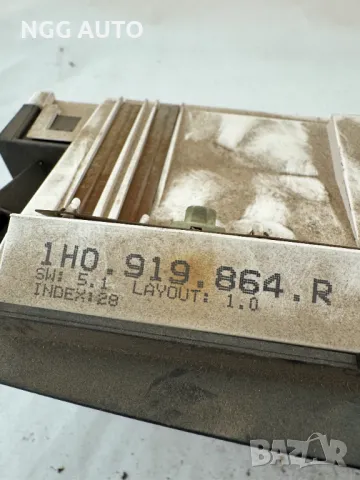 NGG AUTO
1H0.919.864.R
SW: 5.1 LAYOUT: 1.0
INDEX:28
BAZAR